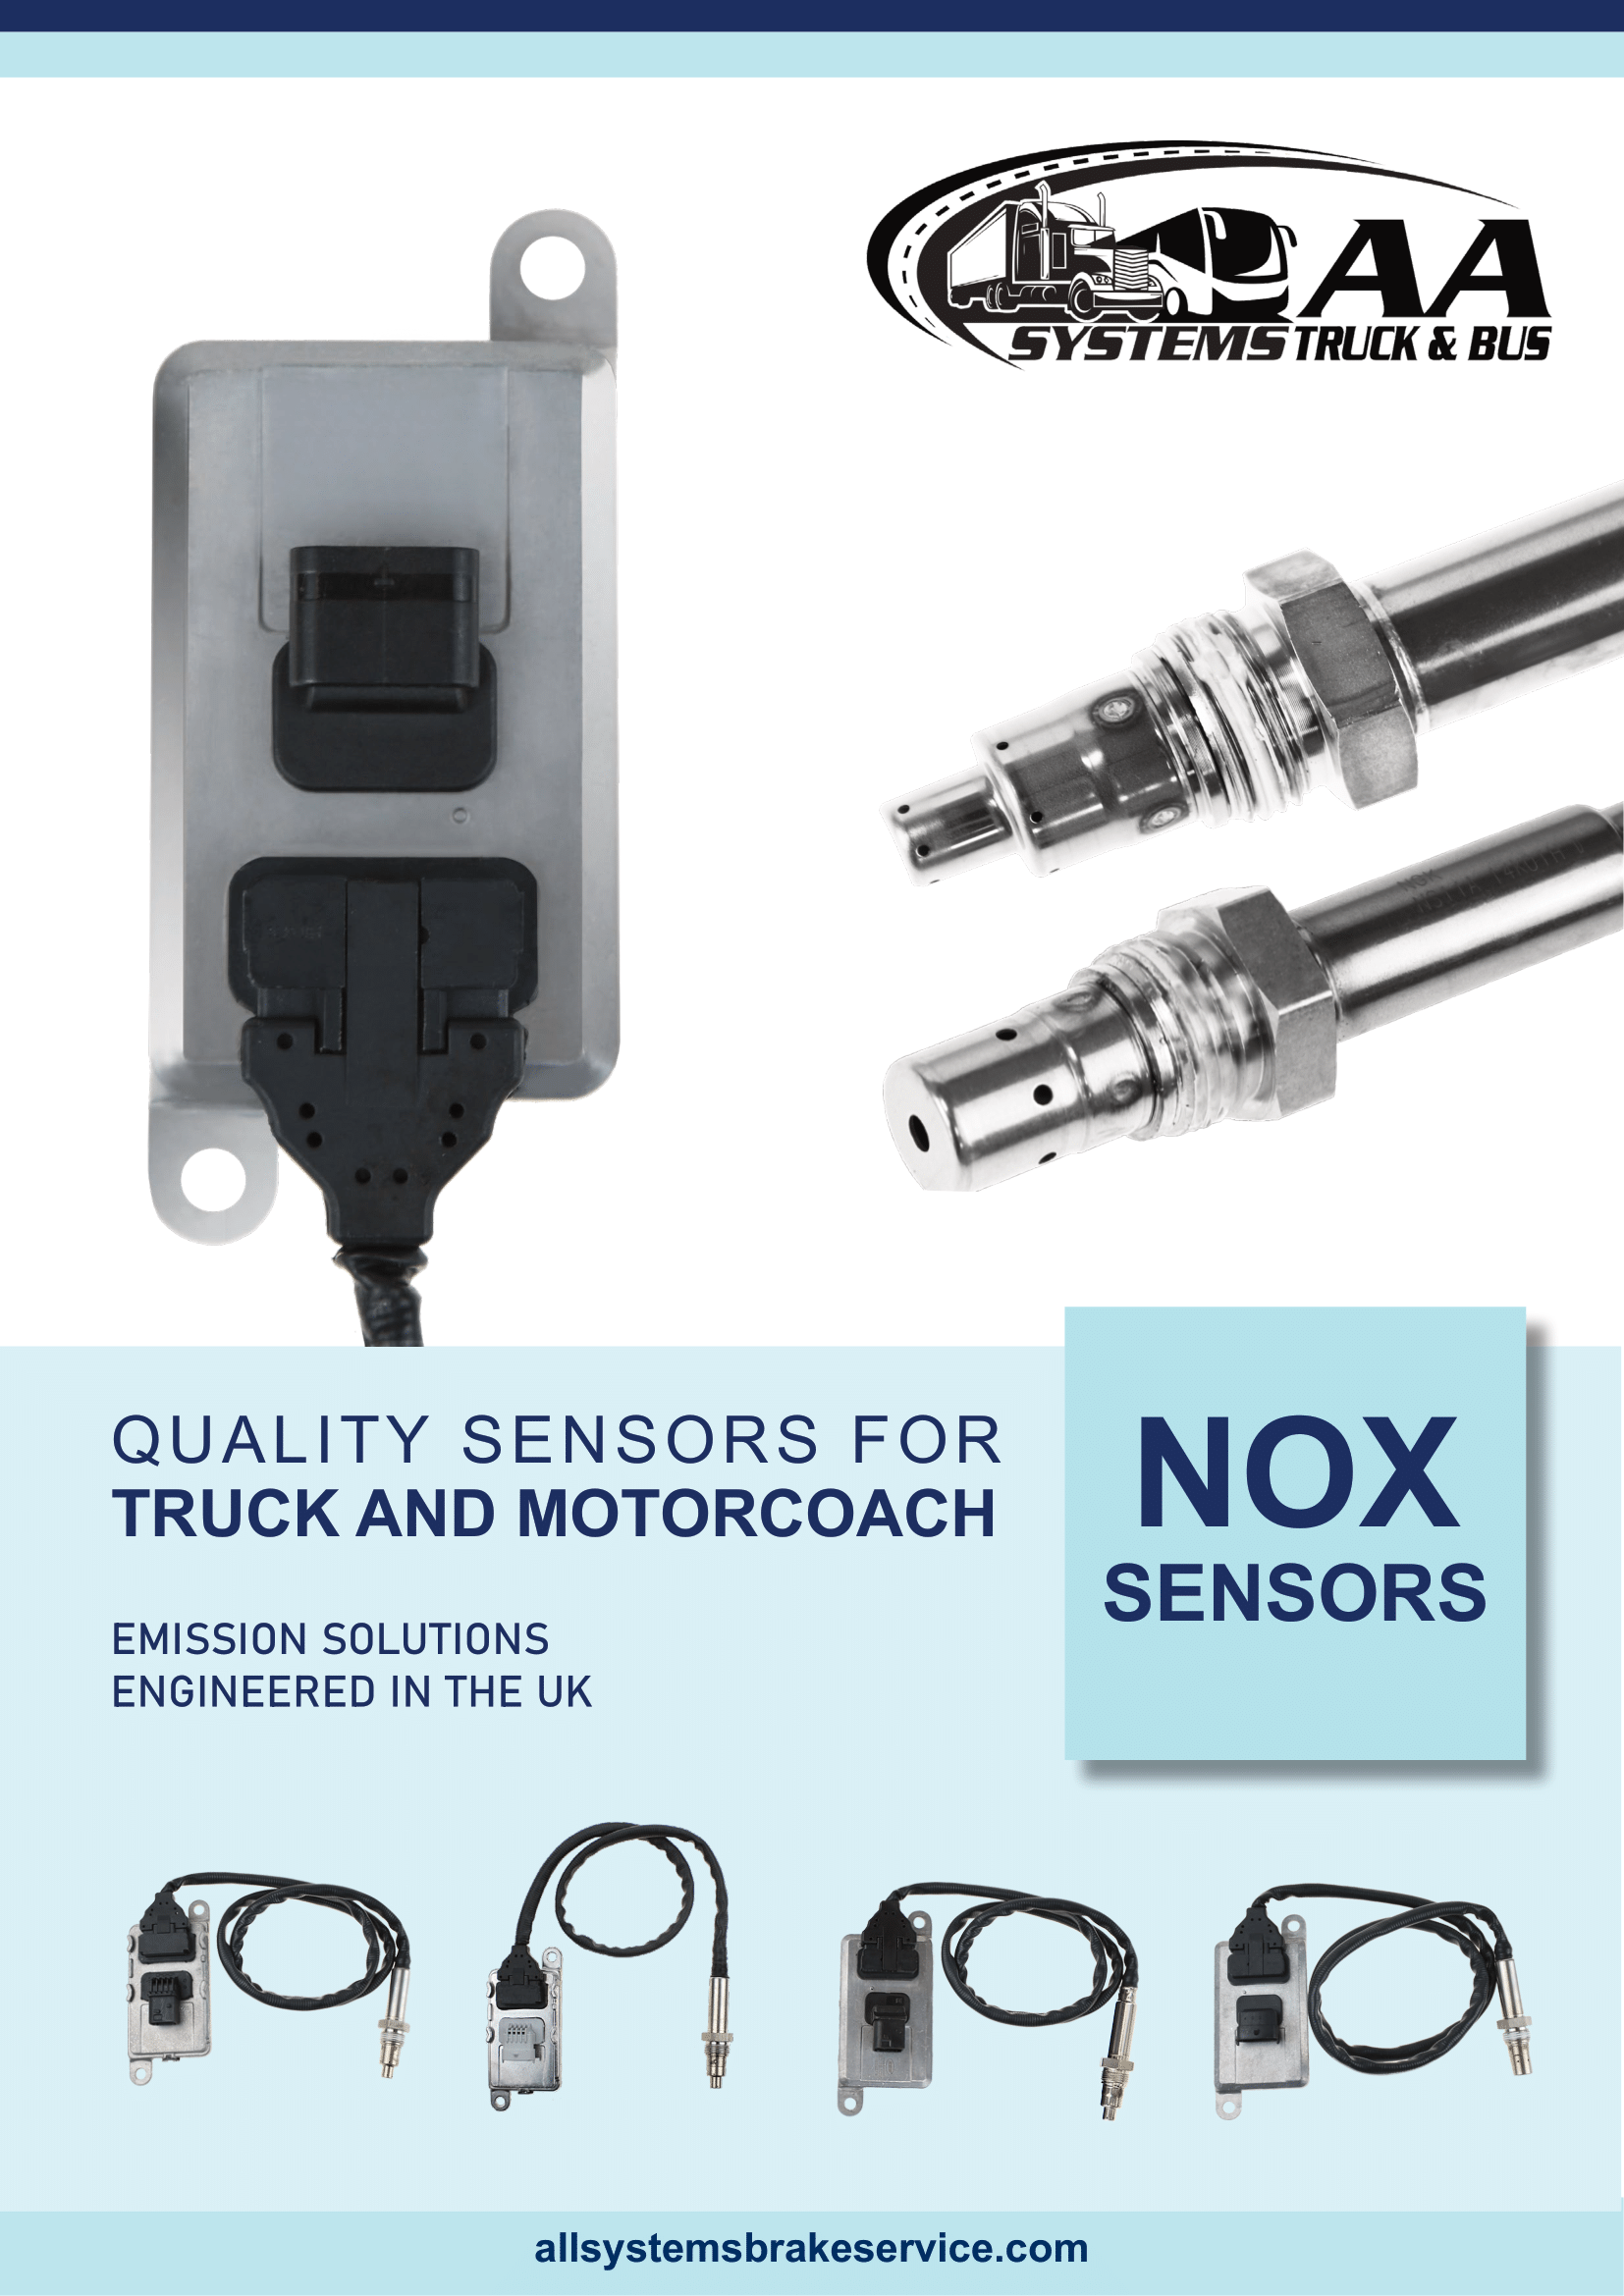 AA
SYSTEMS TRUCK & BUS
NGK
QUALITY SENSORS FOR
TRUCK AND MOTORCOACH
EMISSION SOLUTIONS
ENGINEERED IN THE UK
NOX
SENSORS
allsystemsbrakeservice.com